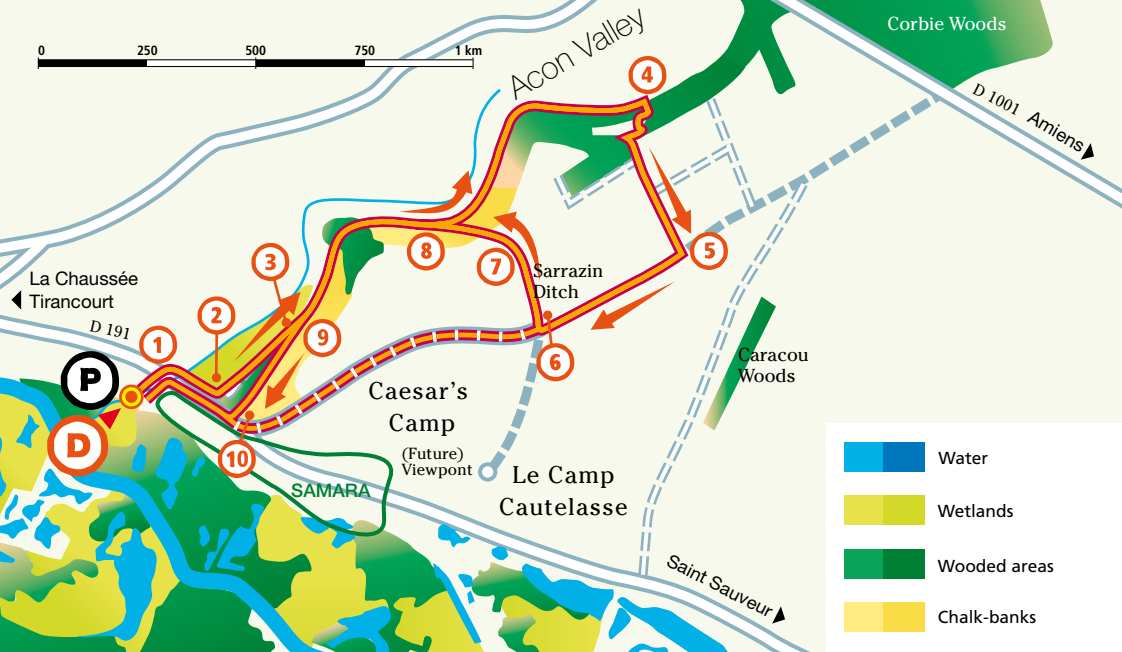 Corbie Woods
0 250 500 750 1 km
Acon Valley
4
D 1001 Amiens
5
3
8
7
Sarrazin
Ditch
La Chaussée
Tirancourt
D 191
2
1
9
6
P
Caracou
Woods
Caesar's
Camp
D
10
(Future)
Viewpont
Le Camp
Cautelasse
SAMARA
Saint Sauveur
Water
Wetlands
Wooded areas
Chalk-banks